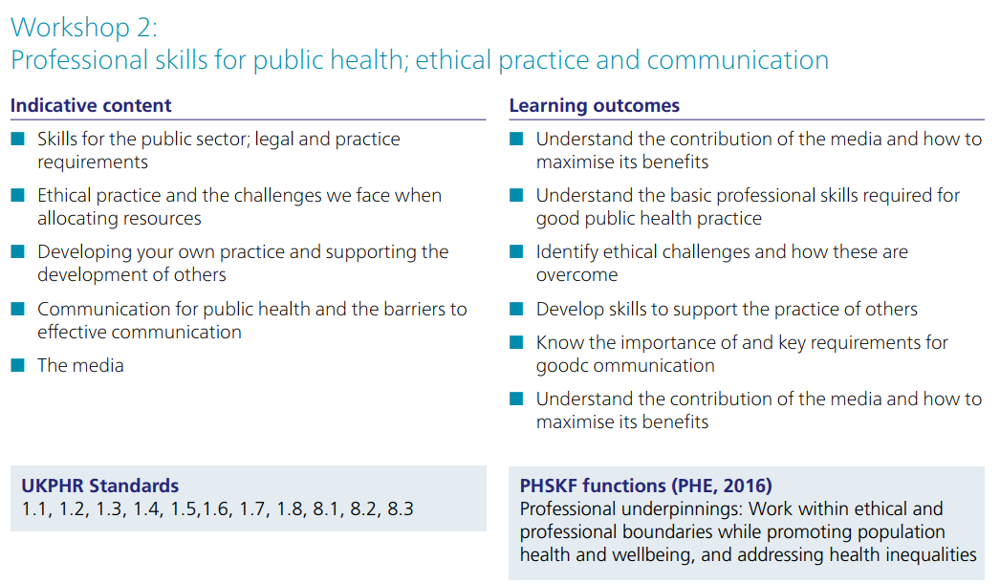 Workshop 2:
Professional skills for public health; ethical practice and communication
Indicative content
Skills for the public sector; legal and practice
requirements
Ethical practice and the challenges we face when
allocating resources
Developing your own practice and supporting the
development of others
Communication for public health and the barriers to
effective communication
The media
Learning outcomes
Understand the contribution of the media and how to
maximise its benefits
Understand the basic professional skills required for
good public health practice
Identify ethical challenges and how these are
overcome
Develop skills to support the practice of others
Know the importance of and key requirements for
goodc ommunication
Understand the contribution of the media and how to
maximise its benefits
UKPHR Standards
1.1, 1.2, 1.3, 1.4, 1.5,1.6, 1.7, 1.8, 8.1, 8.2, 8.3
PHSKF functions (PHE, 2016)
Professional underpinnings: Work within ethical and
professional boundaries while promoting population
health and wellbeing, and addressing health inequalities